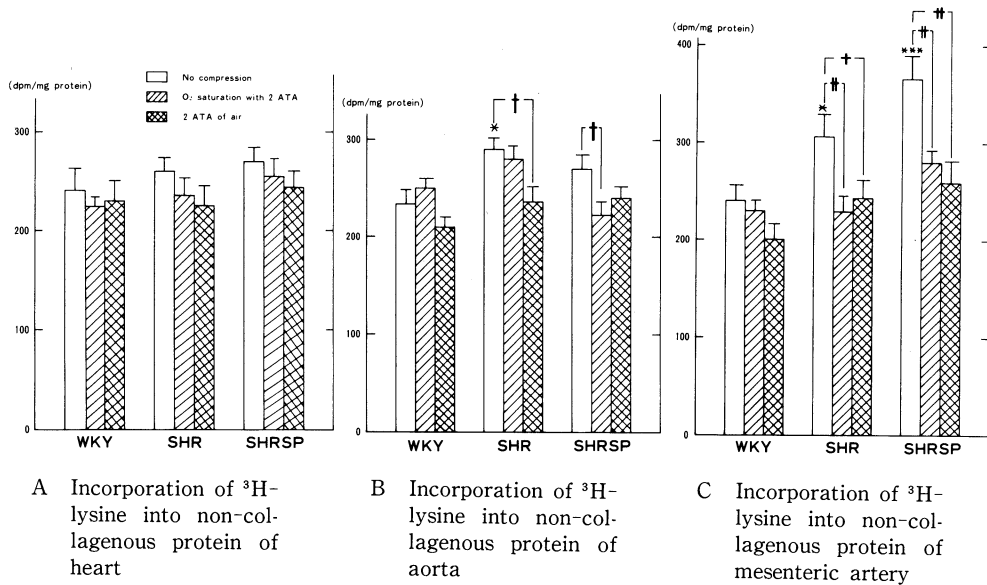 (dpm/mg protein)
300
200
100
0
No compression
O₂ saturation with 2 ATA
2 ATA of air
WKY SHR SHRSP
A Incorporation of ³H-
lysine into non-col-
lagenous protein of
heart
(dpm/mg protein)
300
200
100
0
*
†
†
WKY SHR SHRSP
B Incorporation of ³H-
lysine into non-col-
lagenous protein of
aorta
(dpm/mg protein)
400
300
200
100
0
*
††
†
***
††
††
WKY SHR SHRSP
C Incorporation of ³H-
lysine into non-col-
lagenous protein of
mesenteric artery